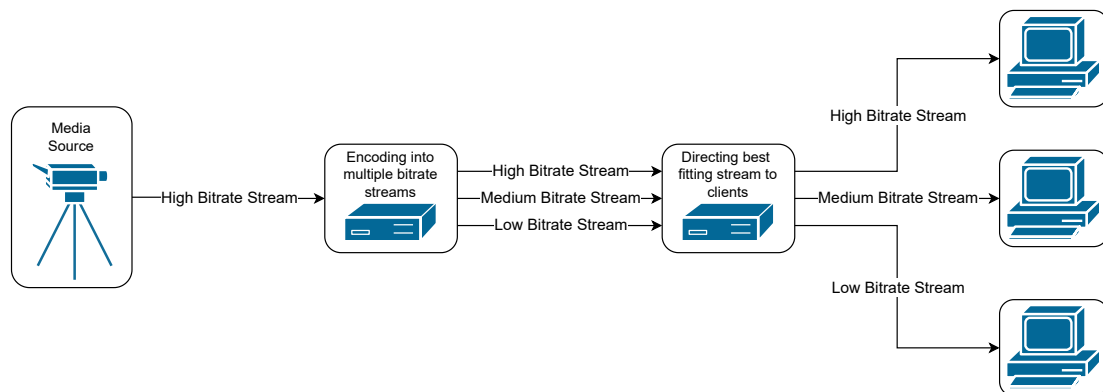 Media
Source
High Bitrate Stream
Encoding into
multiple bitrate
streams
High Bitrate Stream
Medium Bitrate Stream
Low Bitrate Stream
Directing best
fitting stream to
clients
High Bitrate Stream
Medium Bitrate Stream
Low Bitrate Stream